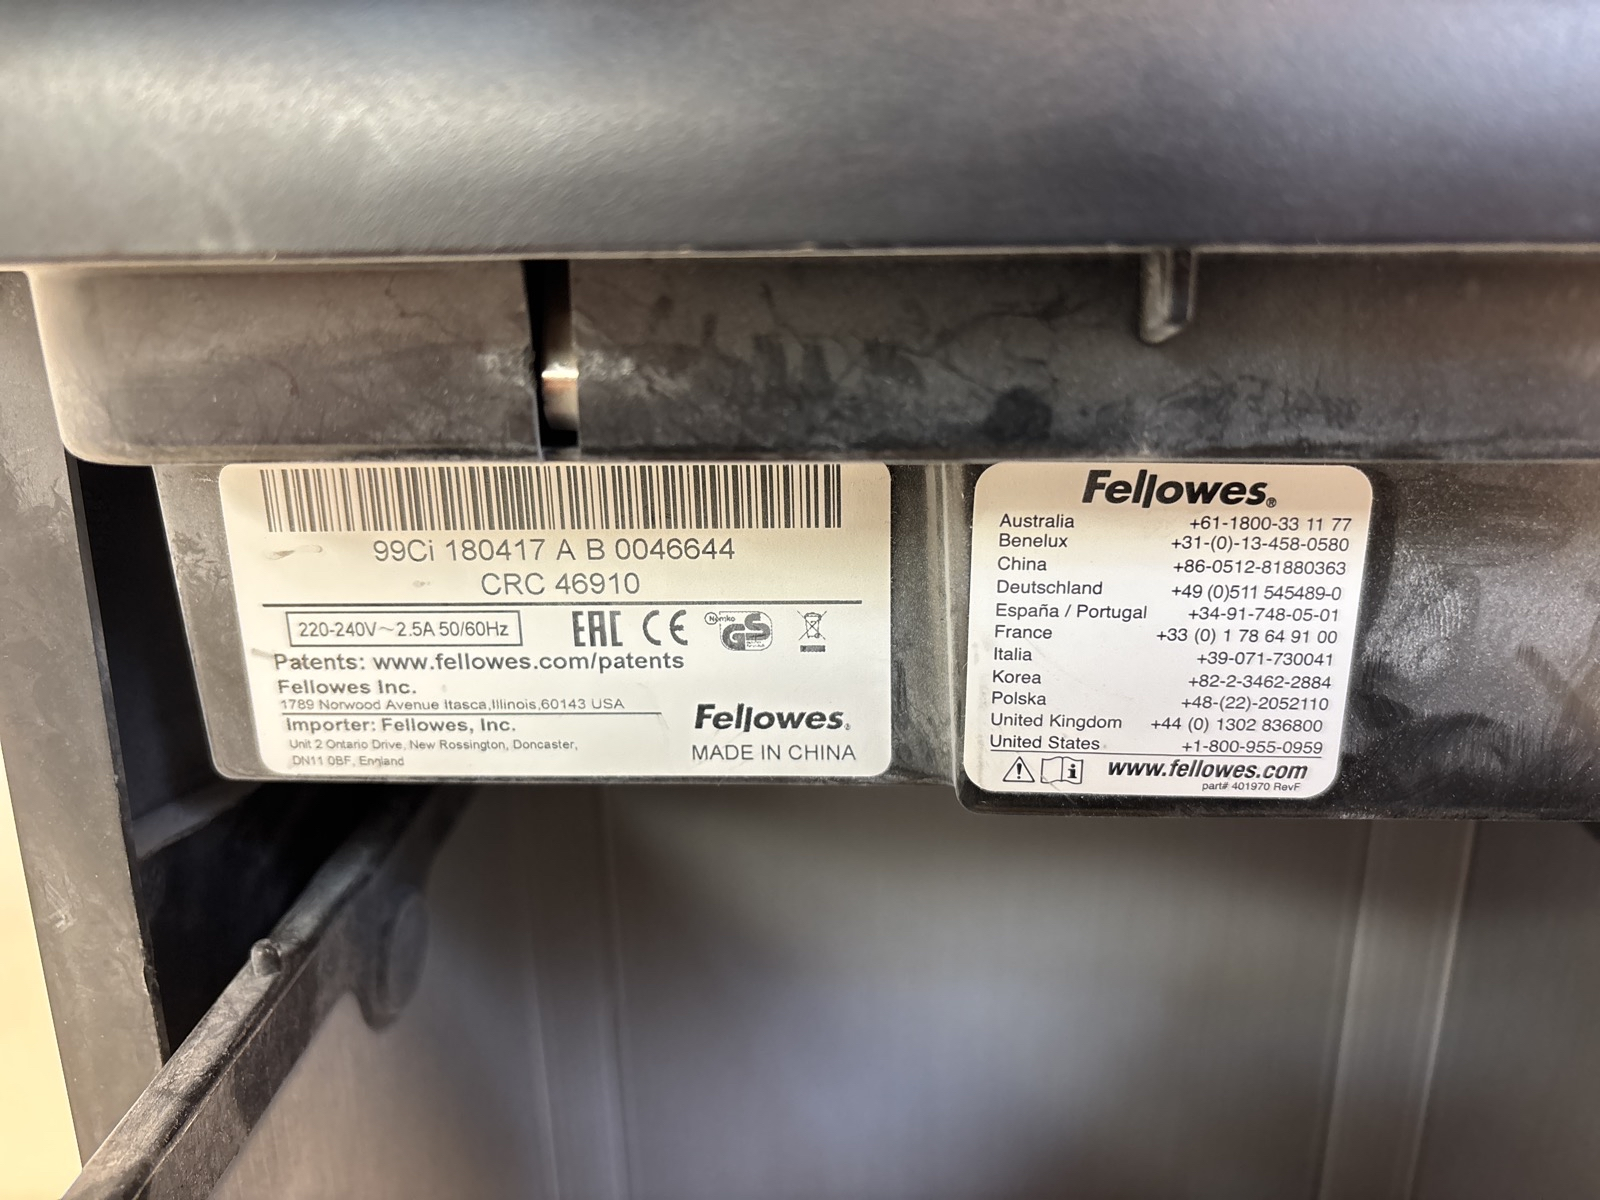 99Ci 180417 A B 0046644
CRC 46910
220-240V~2.5A 50/60Hz
EAC CE Nemko GS
Patents: www.fellowes.com/patents
Fellowes Inc.
1789 Norwood Avenue Itasca,Illinois,60143 USA
Importer: Fellowes, Inc.
Unit 2 Ontario Drive, New Rossington, Doncaster,
DN11 0BF, England
Fellowes®
MADE IN CHINA
Fellowes®
Australia +61-1800-33 11 77
Benelux +31-(0)-13-458-0580
China +86-0512-81880363
Deutschland +49 (0)511 545489-0
España / Portugal +34-91-748-05-01
France +33 (0) 1 78 64 91 00
Italia +39-071-730041
Korea +82-2-3462-2884
Polska +48-(22)-2052110
United Kingdom +44 (0) 1302 836800
United States +1-800-955-0959
www.fellowes.com
part# 401970 RevF